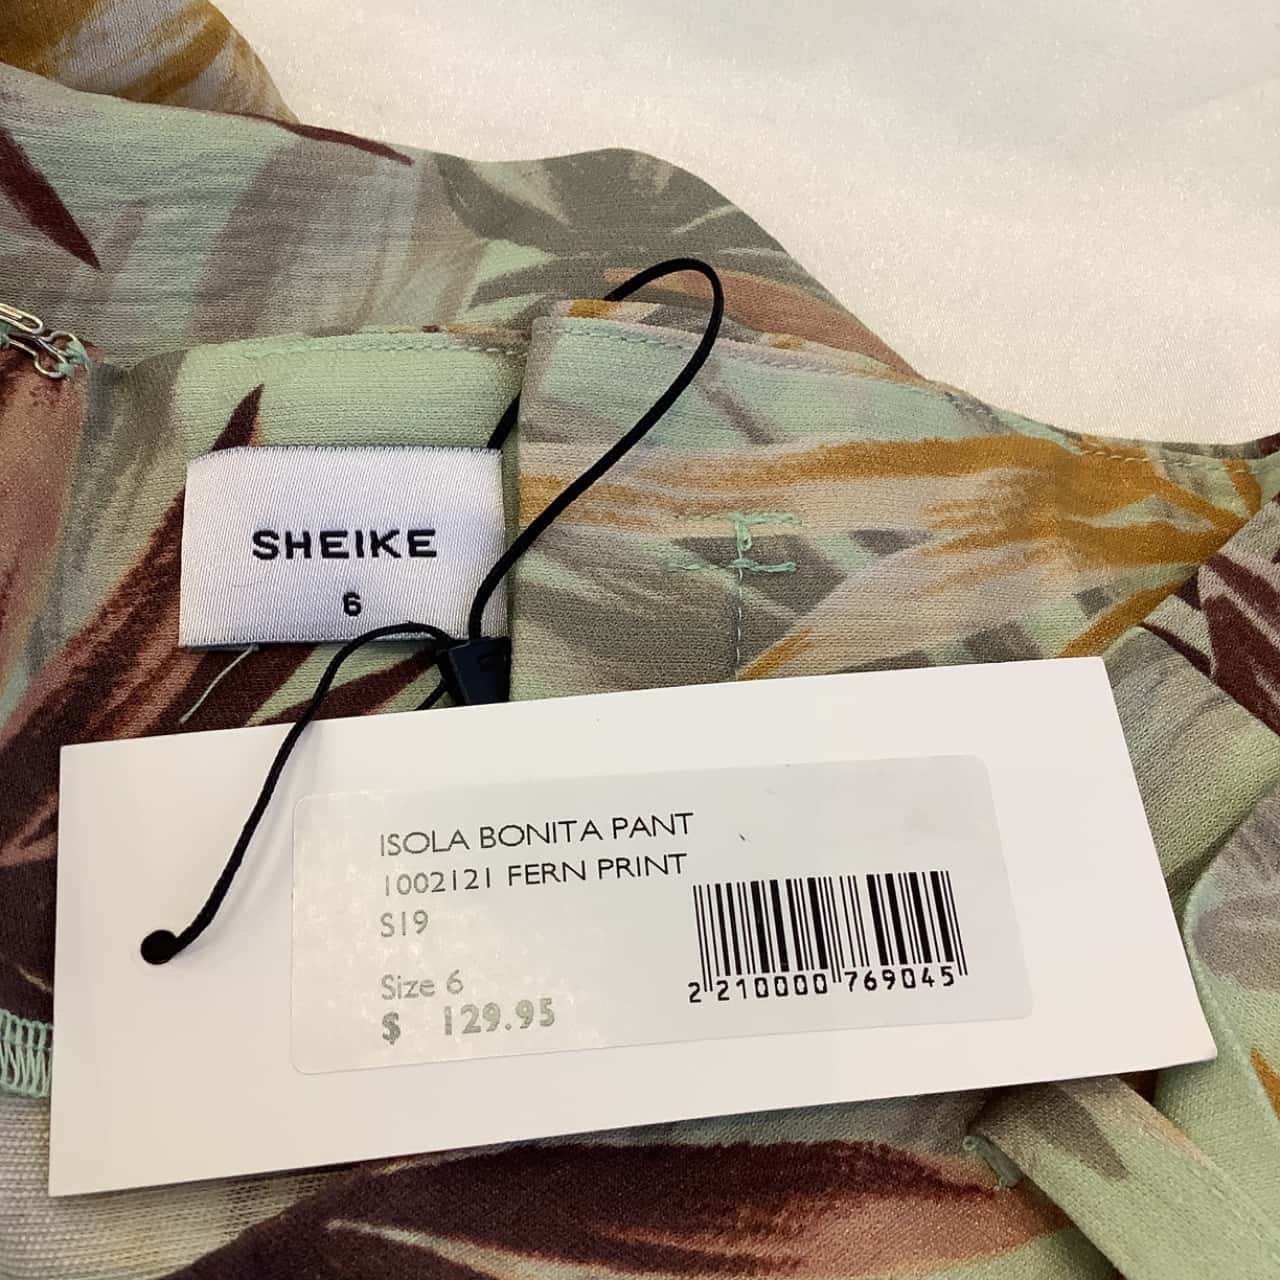 SHEIKE
6
ISOLA BONITA PANT
1002121 FERN PRINT
S19
Size 6
$ 129.95
2 210000 769045